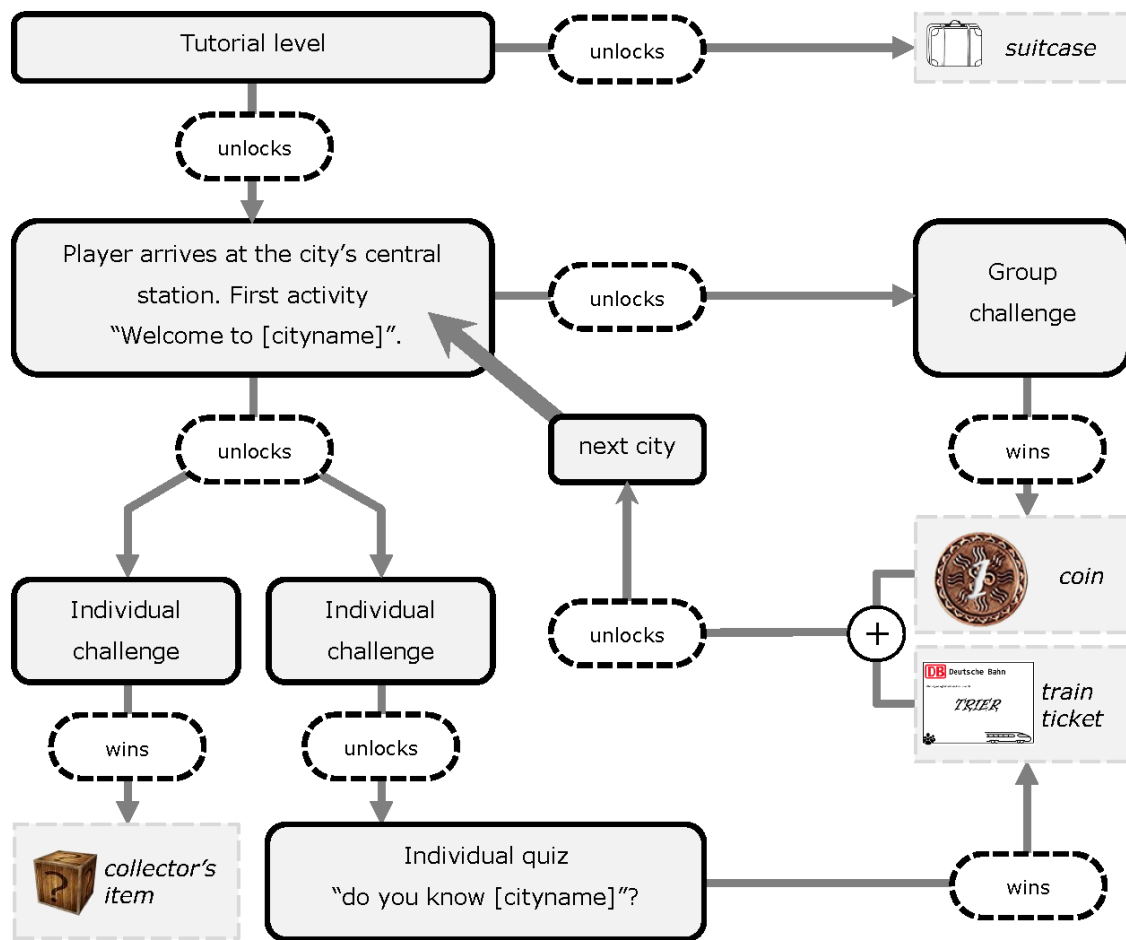 Tutorial level
unlocks
suitcase
unlocks
Player arrives at the city’s central
station. First activity
“Welcome to [cityname]”.
unlocks
Group
challenge
unlocks
next city
wins
1
coin
Individual
challenge
Individual
challenge
unlocks
+
DB Deutsche Bahn
TRIER
train
ticket
wins
unlocks
?
collector’s
item
Individual quiz
“do you know [cityname]”?
wins